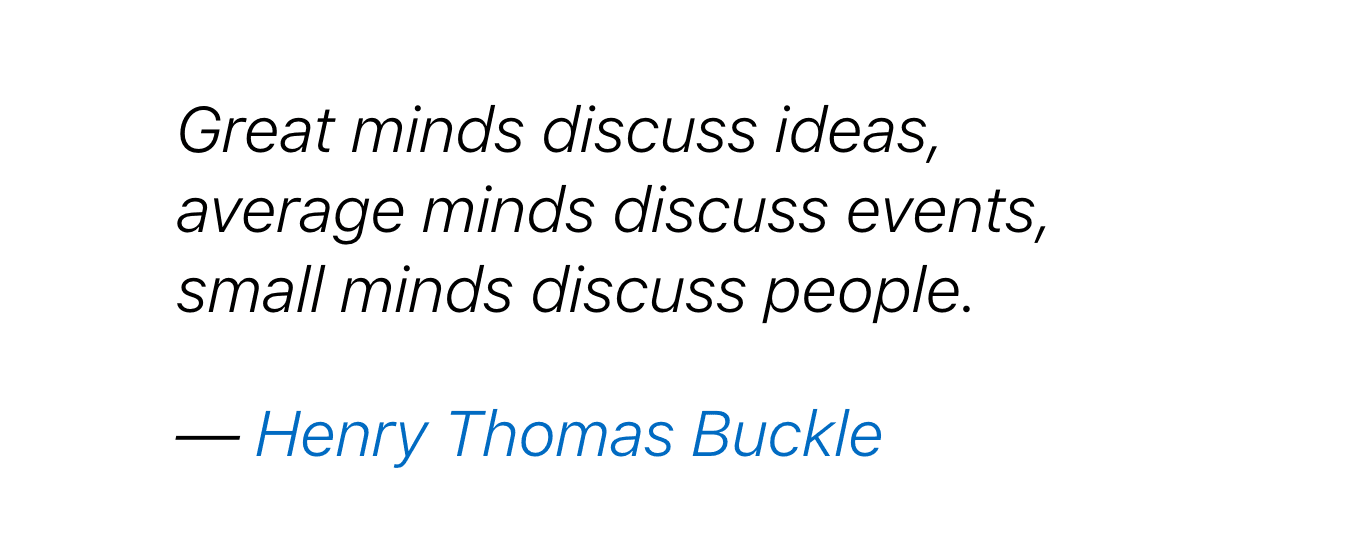 Great minds discuss ideas,
average minds discuss events,
small minds discuss people.
— Henry Thomas Buckle